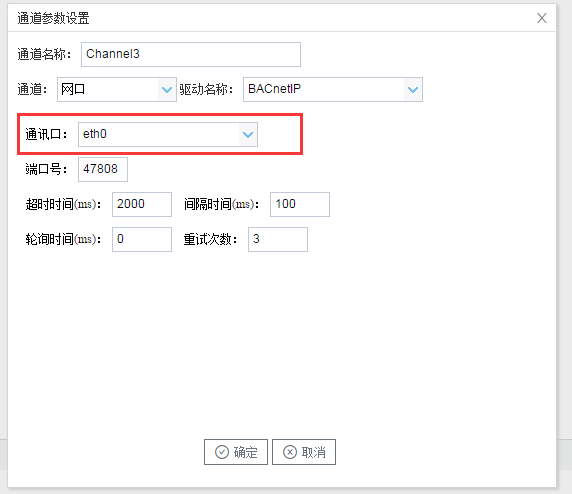 通道参数设置
通道名称： Channel3
通道： 网口 驱动名称： BACnetIP
通讯口： eth0
端口号： 47808
超时时间(ms)： 2000 间隔时间(ms)： 100
轮询时间(ms)： 0 重试次数： 3
确定 取消